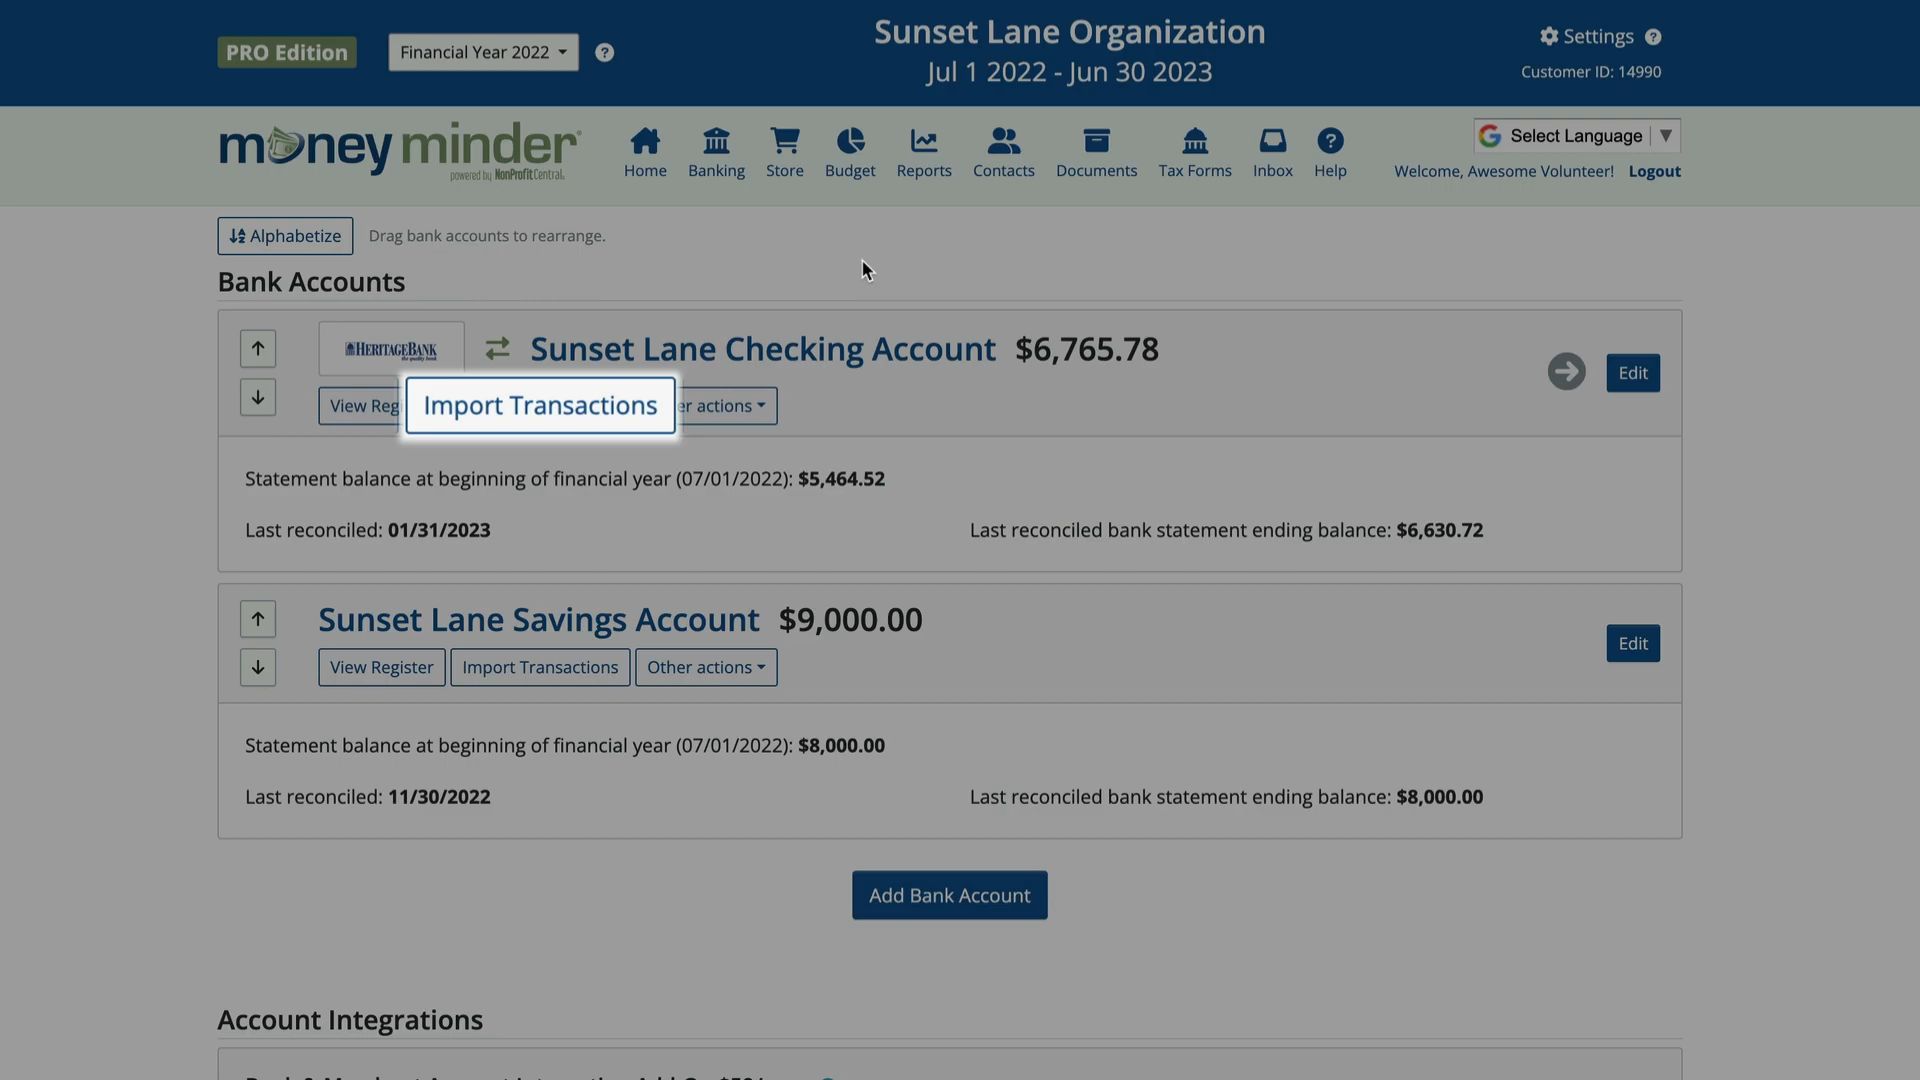 PRO Edition
Financial Year 2022
Sunset Lane Organization
Jul 1 2022 - Jun 30 2023
Settings
Customer ID: 14990
money minder
powered by NonProfitCentral.
Home
Banking
Store
Budget
Reports
Contacts
Documents
Tax Forms
Inbox
Help
Select Language
Welcome, Awesome Volunteer! Logout
Alphabetize
Drag bank accounts to rearrange.
Bank Accounts
HERITAGE BANK
Sunset Lane Checking Account $6,765.78
Edit
View Reg
Import Transactions
er actions
Statement balance at beginning of financial year (07/01/2022): $5,464.52
Last reconciled: 01/31/2023
Last reconciled bank statement ending balance: $6,630.72
Sunset Lane Savings Account $9,000.00
Edit
View Register
Import Transactions
Other actions
Statement balance at beginning of financial year (07/01/2022): $8,000.00
Last reconciled: 11/30/2022
Last reconciled bank statement ending balance: $8,000.00
Add Bank Account
Account Integrations